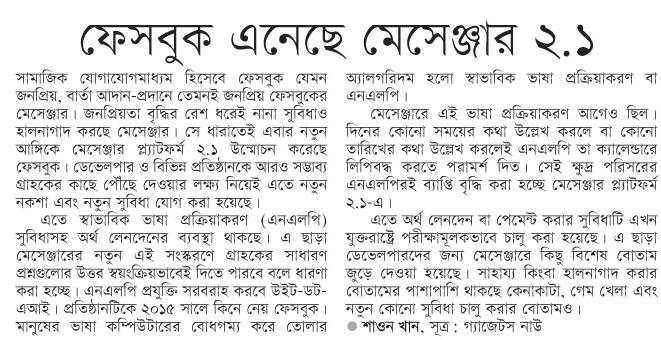 ফেসবুক এনেছে মেসেঞ্জার ২.১
সামাজিক যোগাযোগমাধ্যম হিসেবে ফেসবুক যেমন
জনপ্রিয়, বার্তা আদান-প্রদানে তেমনই জনপ্রিয় ফেসবুকের
মেসেঞ্জার। জনপ্রিয়তা বৃদ্ধির রেশ ধরেই নানা সুবিধাও
হালনাগাদ করছে মেসেঞ্জার। সে ধারাতেই এবার নতুন
আঙ্গিকে মেসেঞ্জার প্ল্যাটফর্ম ২.১ উন্মোচন করেছে
ফেসবুক। ডেভেলপার ও বিভিন্ন প্রতিষ্ঠানকে আরও সম্ভাব্য
গ্রাহকের কাছে পৌঁছে দেওয়ার লক্ষ্য নিয়েই এতে নতুন
নকশা এবং নতুন সুবিধা যোগ করা হয়েছে।
এতে স্বাভাবিক ভাষা প্রক্রিয়াকরণ (এনএলপি)
সুবিধাসহ অর্থ লেনদেনের ব্যবস্থা থাকছে। এ ছাড়া
মেসেঞ্জারের নতুন এই সংস্করণে গ্রাহকের সাধারণ
প্রশ্নগুলোর উত্তর স্বয়ংক্রিয়ভাবেই দিতে পারবে বলে ধারণা
করা হচ্ছে। এনএলপি প্রযুক্তি সরবরাহ করবে উইট-ডট-
এআই। প্রতিষ্ঠানটিকে ২০১৫ সালে কিনে নেয় ফেসবুক।
মানুষের ভাষা কম্পিউটারের বোধগম্য করে তোলার
অ্যালগরিদম হলো স্বাভাবিক ভাষা প্রক্রিয়াকরণ বা
এনএলপি।
মেসেঞ্জারে এই ভাষা প্রক্রিয়াকরণ আগেও ছিল।
দিনের কোনো সময়ের কথা উল্লেখ করলে বা কোনো
তারিখের কথা উল্লেখ করলেই এনএলপি তা ক্যালেন্ডারে
লিপিবদ্ধ করতে পরামর্শ দিত। সেই ক্ষুদ্র পরিসরের
এনএলপিরই ব্যাপ্তি বৃদ্ধি করা হচ্ছে মেসেঞ্জার প্ল্যাটফর্ম
২.১-এ।
এতে অর্থ লেনদেন বা পেমেন্ট করার সুবিধাটি এখন
যুক্তরাষ্ট্রে পরীক্ষামূলকভাবে চালু করা হয়েছে। এ ছাড়া
ডেভেলপারদের জন্য মেসেঞ্জারে কিছু বিশেষ বোতাম
জুড়ে দেওয়া হয়েছে। সাহায্য কিংবা হালনাগাদ করার
বোতামের পাশাপাশি থাকছে কেনাকাটা, গেম খেলা এবং
নতুন কোনো সুবিধা চালু করার বোতামও।
● শাওন খান, সূত্র : গ্যাজেটস নাউ